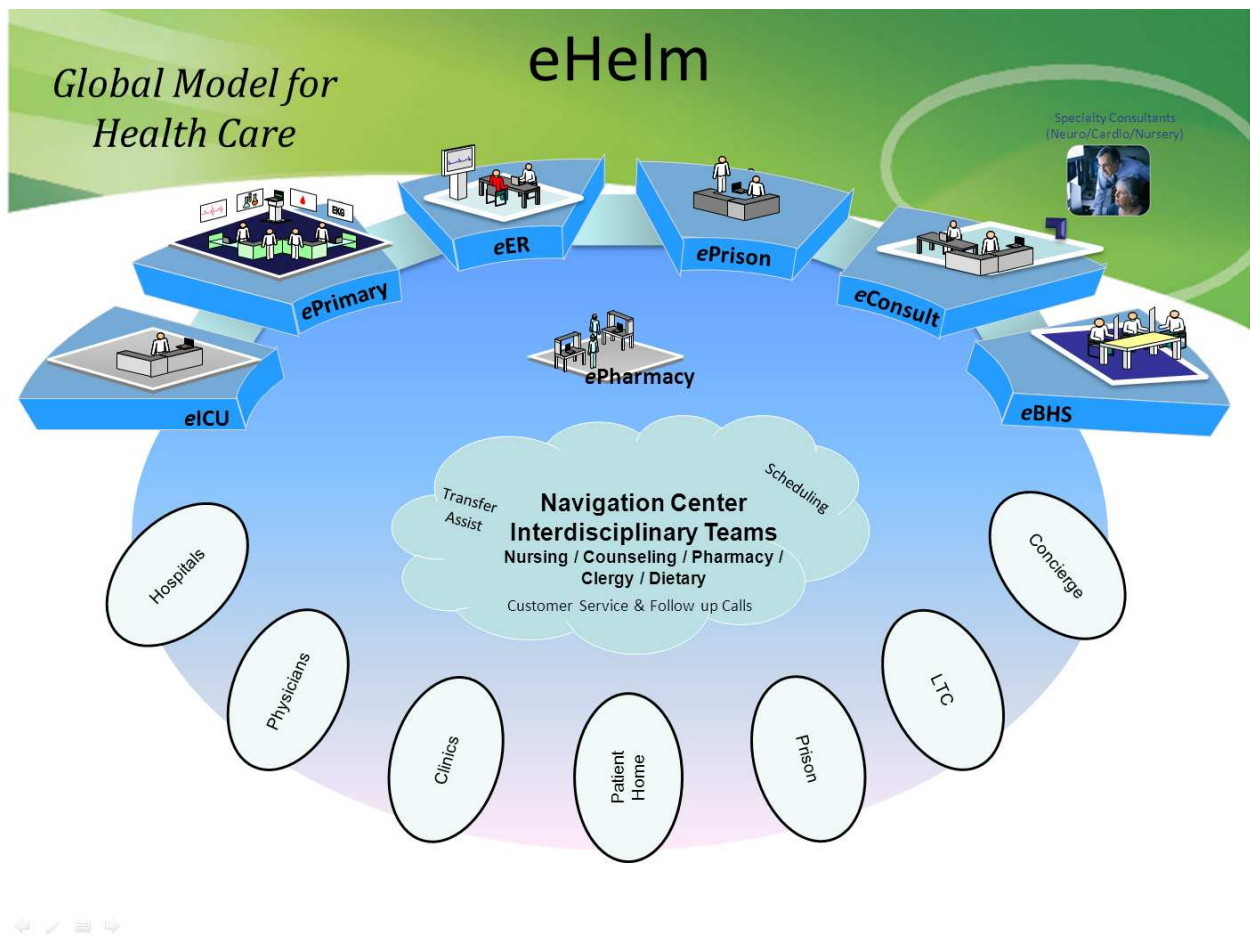 eHelm
Global Model for
Health Care
Specialty Consultants
(Neuro/Cardio/Nursery)
EKG
eER
ePrison
ePrimary
eConsult
ePharmacy
eICU
eBHS
Transfer
Assist
Scheduling
Navigation Center
Interdisciplinary Teams
Nursing / Counseling / Pharmacy /
Clergy / Dietary
Customer Service & Follow up Calls
Hospitals
Physicians
Clinics
Patient
Home
Prison
LTC
Concierge